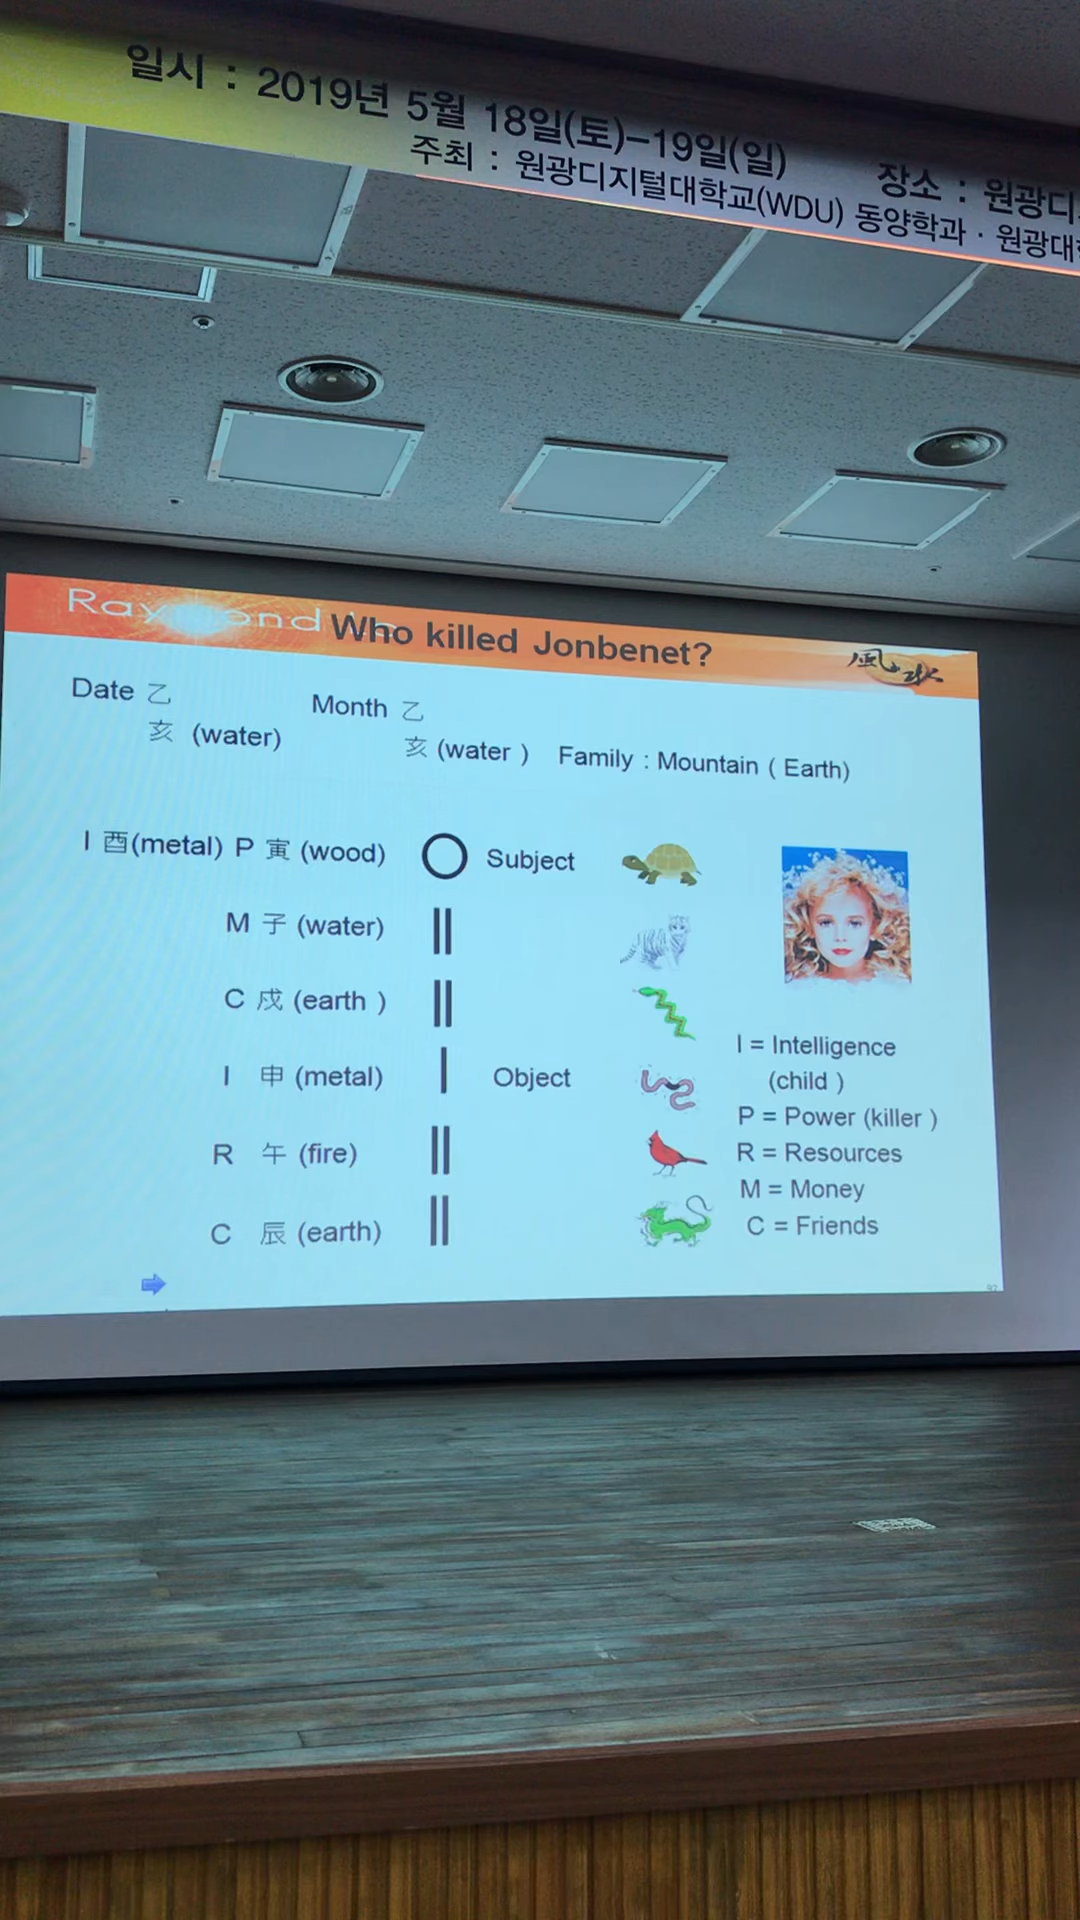 일시 : 2019년 5월 18일(토)-19일(일) 장소 : 원광디
주최 : 원광디지털대학교(WDU) 동양학과 · 원광대
Raymond
Who killed Jonbenet?
Date 乙 Month 乙
亥 (water) 亥 (water ) Family : Mountain ( Earth)
I 酉(metal) P 寅 (wood) Subject
M 子 (water)
C 戍 (earth )
I 申 (metal) Object
R 午 (fire)
C 辰 (earth)
I = Intelligence
(child )
P = Power (killer )
R = Resources
M = Money
C = Friends